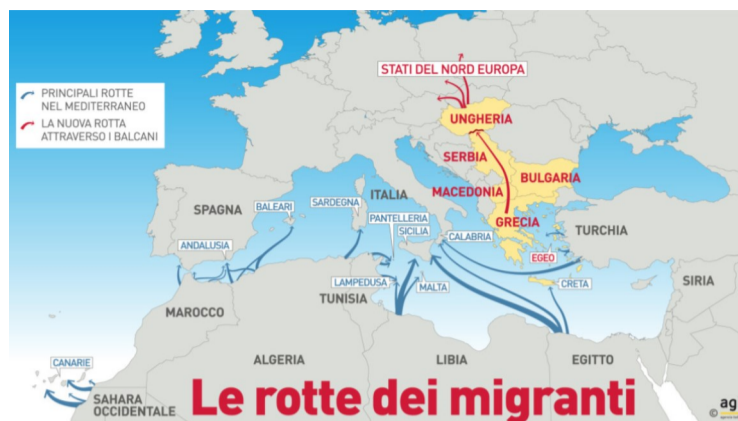 STATI DEL NORD EUROPA
PRINCIPALI ROTTE
NEL MEDITERRANEO
LA NUOVA ROTTA
ATTRAVERSO I BALCANI
UNGHERIA
SERBIA
BULGARIA
ITALIA
MACEDONIA
SARDEGNA
BALEARI
SPAGNA
PANTELLERIA
GRECIA
TURCHIA
SICILIA
CALABRIA
ANDALUSIA
EGEO
LAMPEDUSA
MALTA
CRETA
SIRIA
TUNISIA
MAROCCO
CANARIE
ALGERIA
LIBIA
EGITTO
SAHARA
OCCIDENTALE
Le rotte dei migranti
© ag